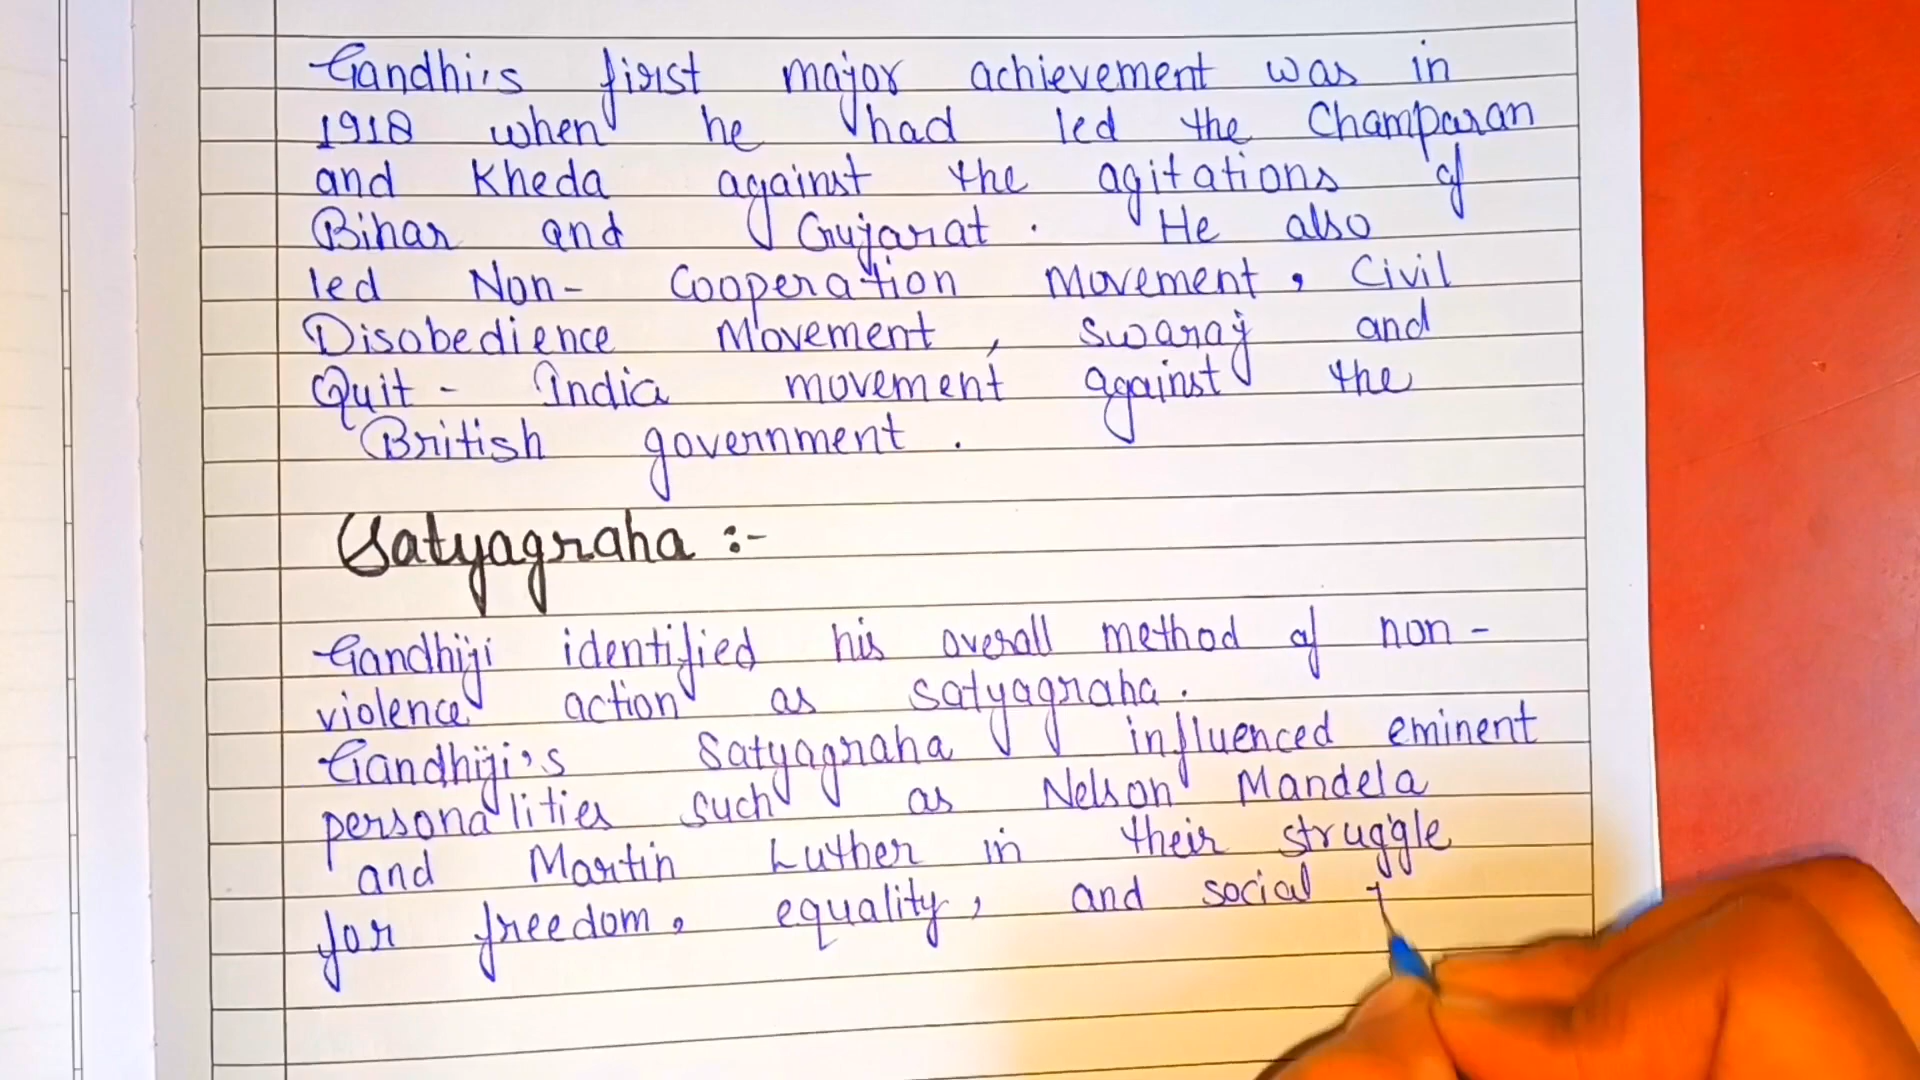 Gandhi's first major achievement was in
1918 when he had led the Champaran
and Kheda against the agitations of
Bihar and Gujarat. He also
led Non- Cooperation Movement, Civil
Disobedience Movement, swaraj and
Quit - India movement against the
British government.
Satyagraha :-
Gandhiji identified his overall method of non-
violence action as satyagraha.
Gandhiji's Satyagraha influenced eminent
personalities such as Nelson Mandela
and Martin Luther in their struggle
for freedom, equality, and social